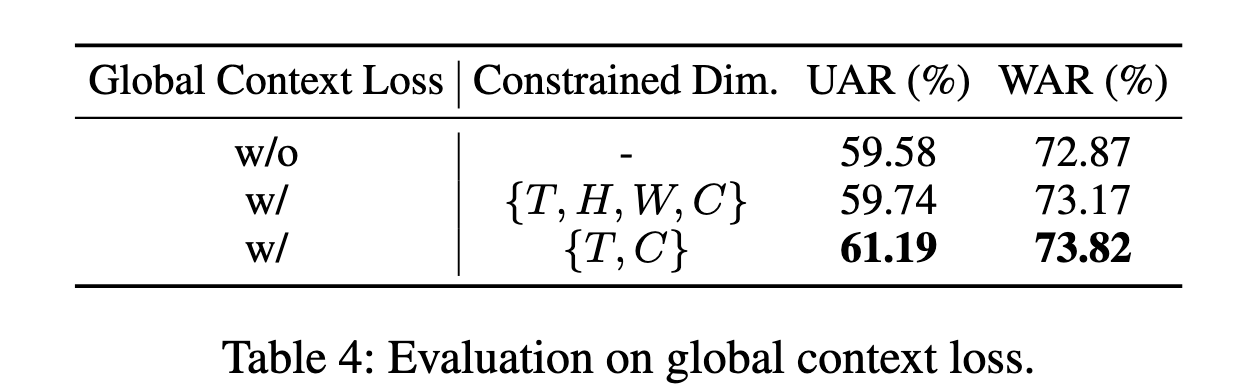 Global Context Loss | Constrained Dim. UAR (%) WAR (%)
w/o - 59.58 72.87
w/ {T, H, W, C} 59.74 73.17
w/ {T, C} 61.19 73.82
Table 4: Evaluation on global context loss.